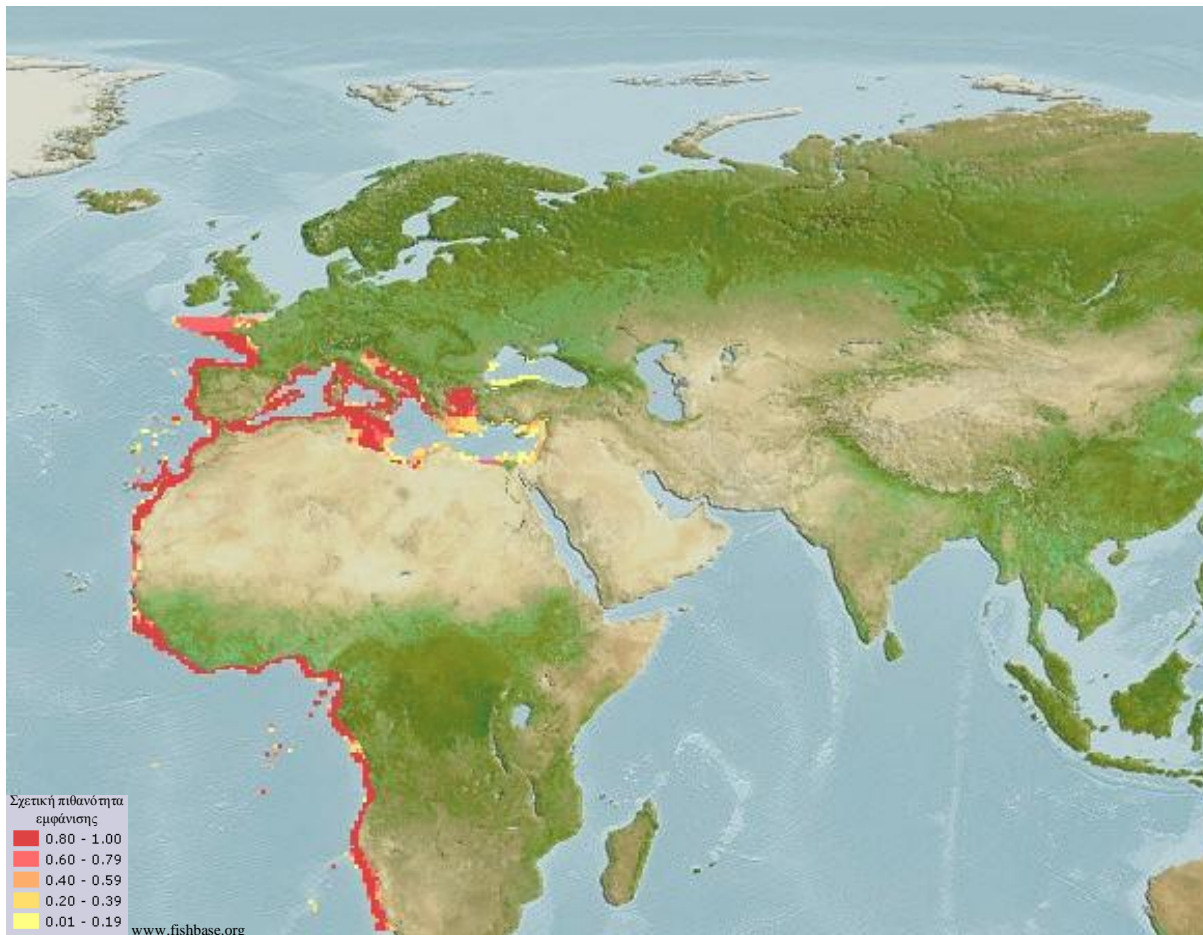 Σχετική πιθανότητα
εμφάνισης
0.80 - 1.00
0.60 - 0.79
0.40 - 0.59
0.20 - 0.39
0.01 - 0.19
www.fishbase.org